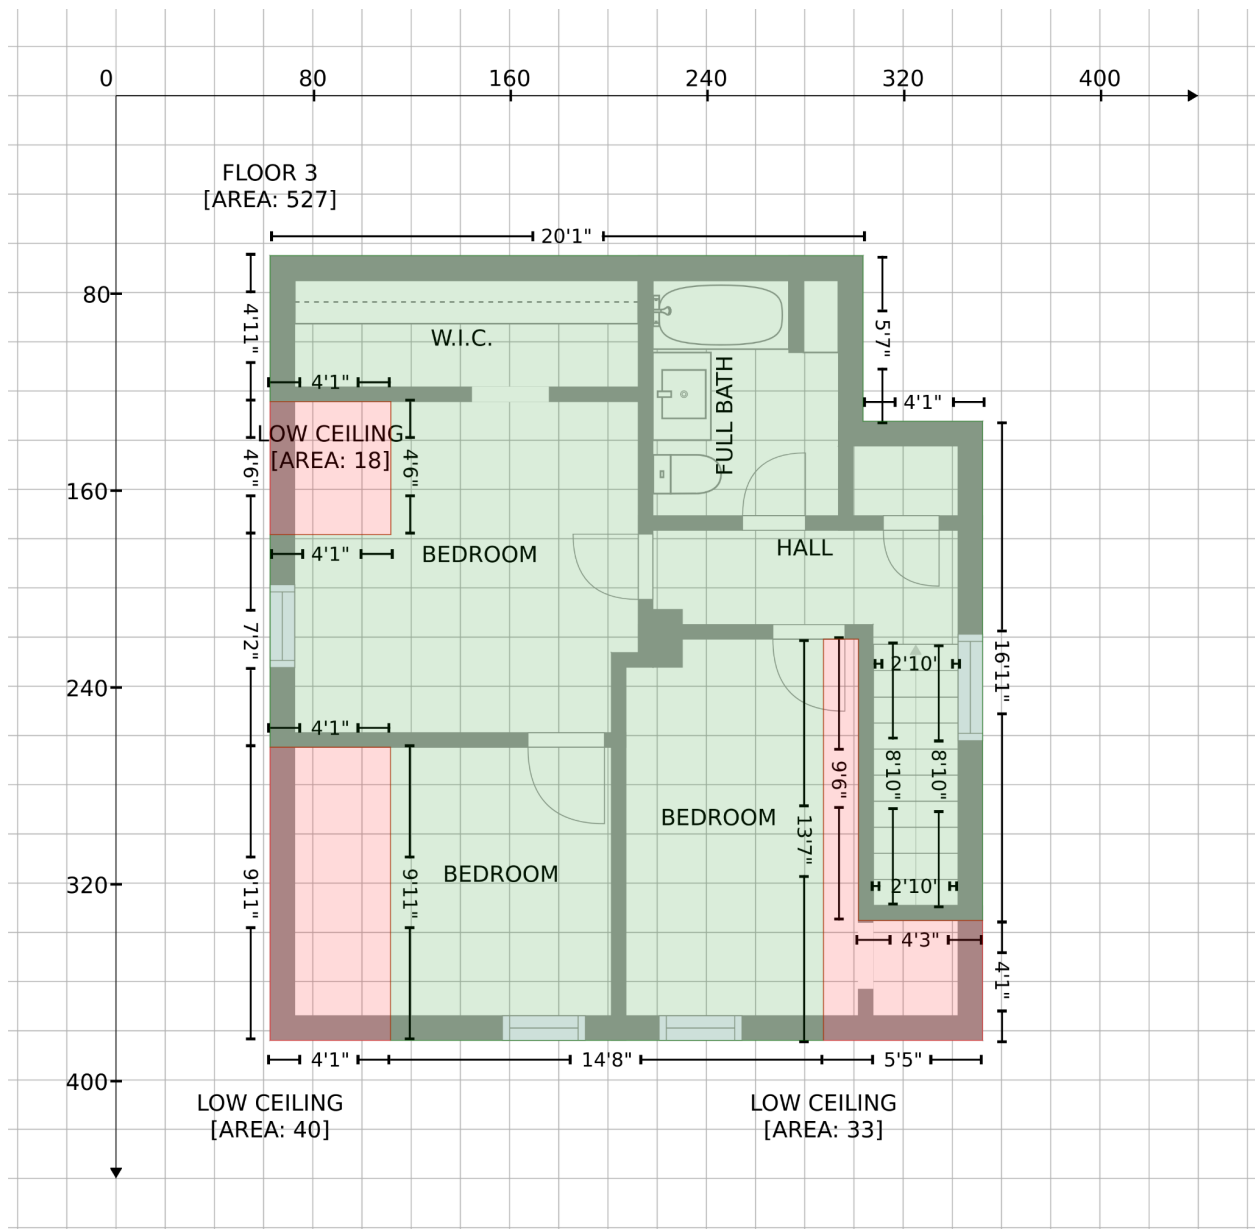 0 80 160 240 320 400
FLOOR 3
[AREA: 527]
20'1"
80
4'11"
W.I.C.
5'7"
4'1"
4'1"
FULL BATH
LOW CEILING
[AREA: 18]
4'6"
4'6"
160
4'1"
BEDROOM
HALL
7'2"
16'11"
2'10"
240
4'1"
9'6"
8'10"
8'10"
BEDROOM
13'7"
BEDROOM
320
9'11"
9'11"
2'10"
4'3"
4'1"
4'1"
14'8"
5'5"
400
LOW CEILING
[AREA: 40]
LOW CEILING
[AREA: 33]